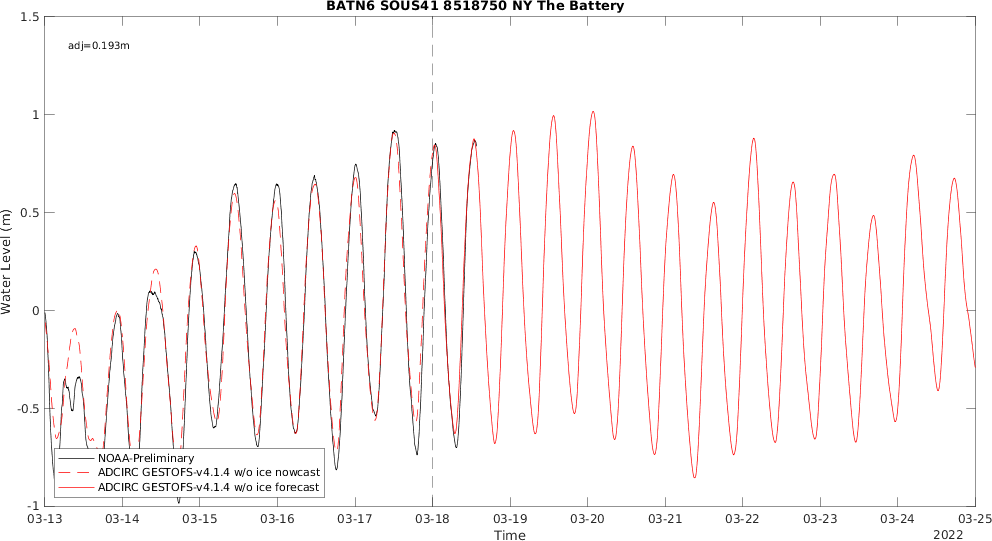 BATN6 SOUS41 8518750 NY The Battery
adj=0.193m
1.5
1
0.5
0
-0.5
-1
Water Level (m)
NOAA-Preliminary
ADCIRC GESTOFS-v4.1.4 w/o ice nowcast
ADCIRC GESTOFS-v4.1.4 w/o ice forecast
03-13 03-14 03-15 03-16 03-17 03-18 03-19 03-20 03-21 03-22 03-23 03-24 03-25
Time
2022